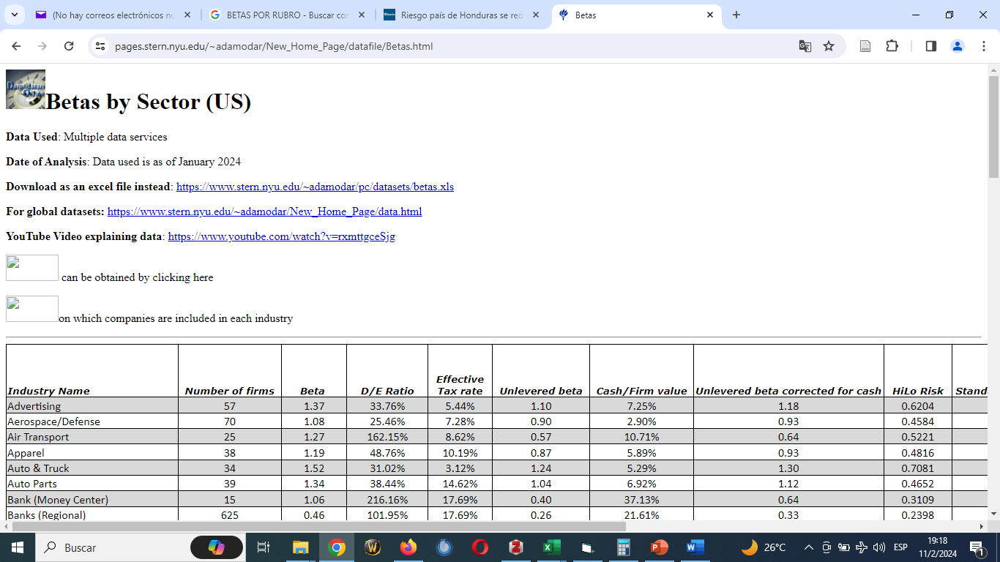 (No hay correos electrónicos nu
BETAS POR RUBRO - Buscar co
Riesgo país de Honduras se red
Betas
pages.stern.nyu.edu/~adamodar/New_Home_Page/datafile/Betas.html
Betas by Sector (US)
Data Used: Multiple data services
Date of Analysis: Data used is as of January 2024
Download as an excel file instead: https://www.stern.nyu.edu/~adamodar/pc/datasets/betas.xls
For global datasets: https://www.stern.nyu.edu/~adamodar/New_Home_Page/data.html
YouTube Video explaining data: https://www.youtube.com/watch?v=rxmttgceSjg
can be obtained by clicking here
on which companies are included in each industry
Industry Name Number of firms Beta D/E Ratio Effective Tax rate Unlevered beta Cash/Firm value Unlevered beta corrected for cash HiLo Risk Stand
Advertising 57 1.37 33.76% 5.44% 1.10 7.25% 1.18 0.6204
Aerospace/Defense 70 1.08 25.46% 7.28% 0.90 2.90% 0.93 0.4584
Air Transport 25 1.27 162.15% 8.62% 0.57 10.71% 0.64 0.5221
Apparel 38 1.19 48.76% 10.19% 0.87 5.89% 0.93 0.4816
Auto & Truck 34 1.52 31.02% 3.12% 1.24 5.29% 1.30 0.7081
Auto Parts 39 1.34 38.44% 14.62% 1.04 6.92% 1.12 0.4652
Bank (Money Center) 15 1.06 216.16% 17.69% 0.40 37.13% 0.64 0.3109
Banks (Regional) 625 0.46 101.95% 17.69% 0.26 21.61% 0.33 0.2398
Buscar
26°C
ESP
19:18
11/2/2024
1